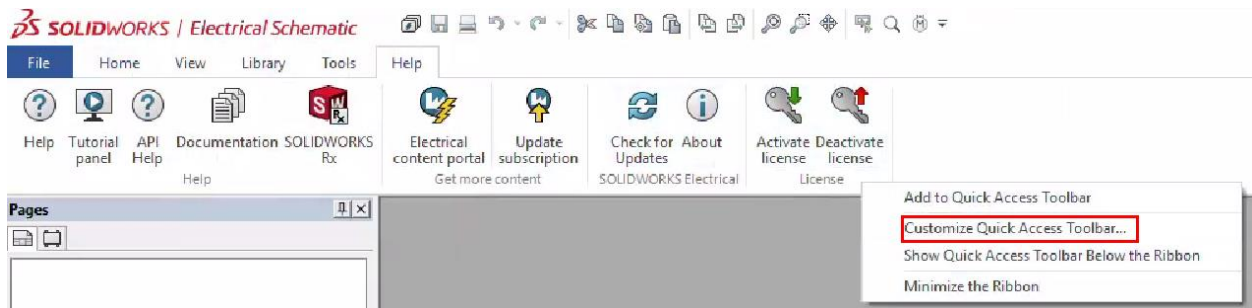 SOLIDWORKS | Electrical Schematic
File Home View Library Tools Help
Help Tutorial panel API Help Documentation SOLIDWORKS Rx Electrical content portal Update subscription Check for Updates About Activate license Deactivate license
Help Get more content SOLIDWORKS Electrical License
Pages
Add to Quick Access Toolbar
Customize Quick Access Toolbar...
Show Quick Access Toolbar Below the Ribbon
Minimize the Ribbon